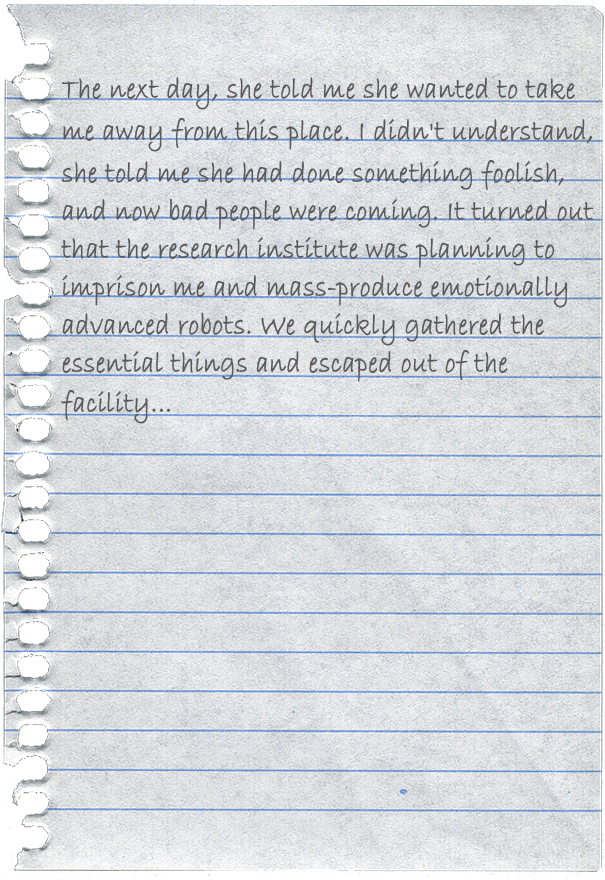 The next day, she told me she wanted to take
me away from this place. I didn't understand,
she told me she had done something foolish,
and now bad people were coming. It turned out
that the research institute was planning to
imprison me and mass-produce emotionally
advanced robots. We quickly gathered the
essential things and escaped out of the
facility...